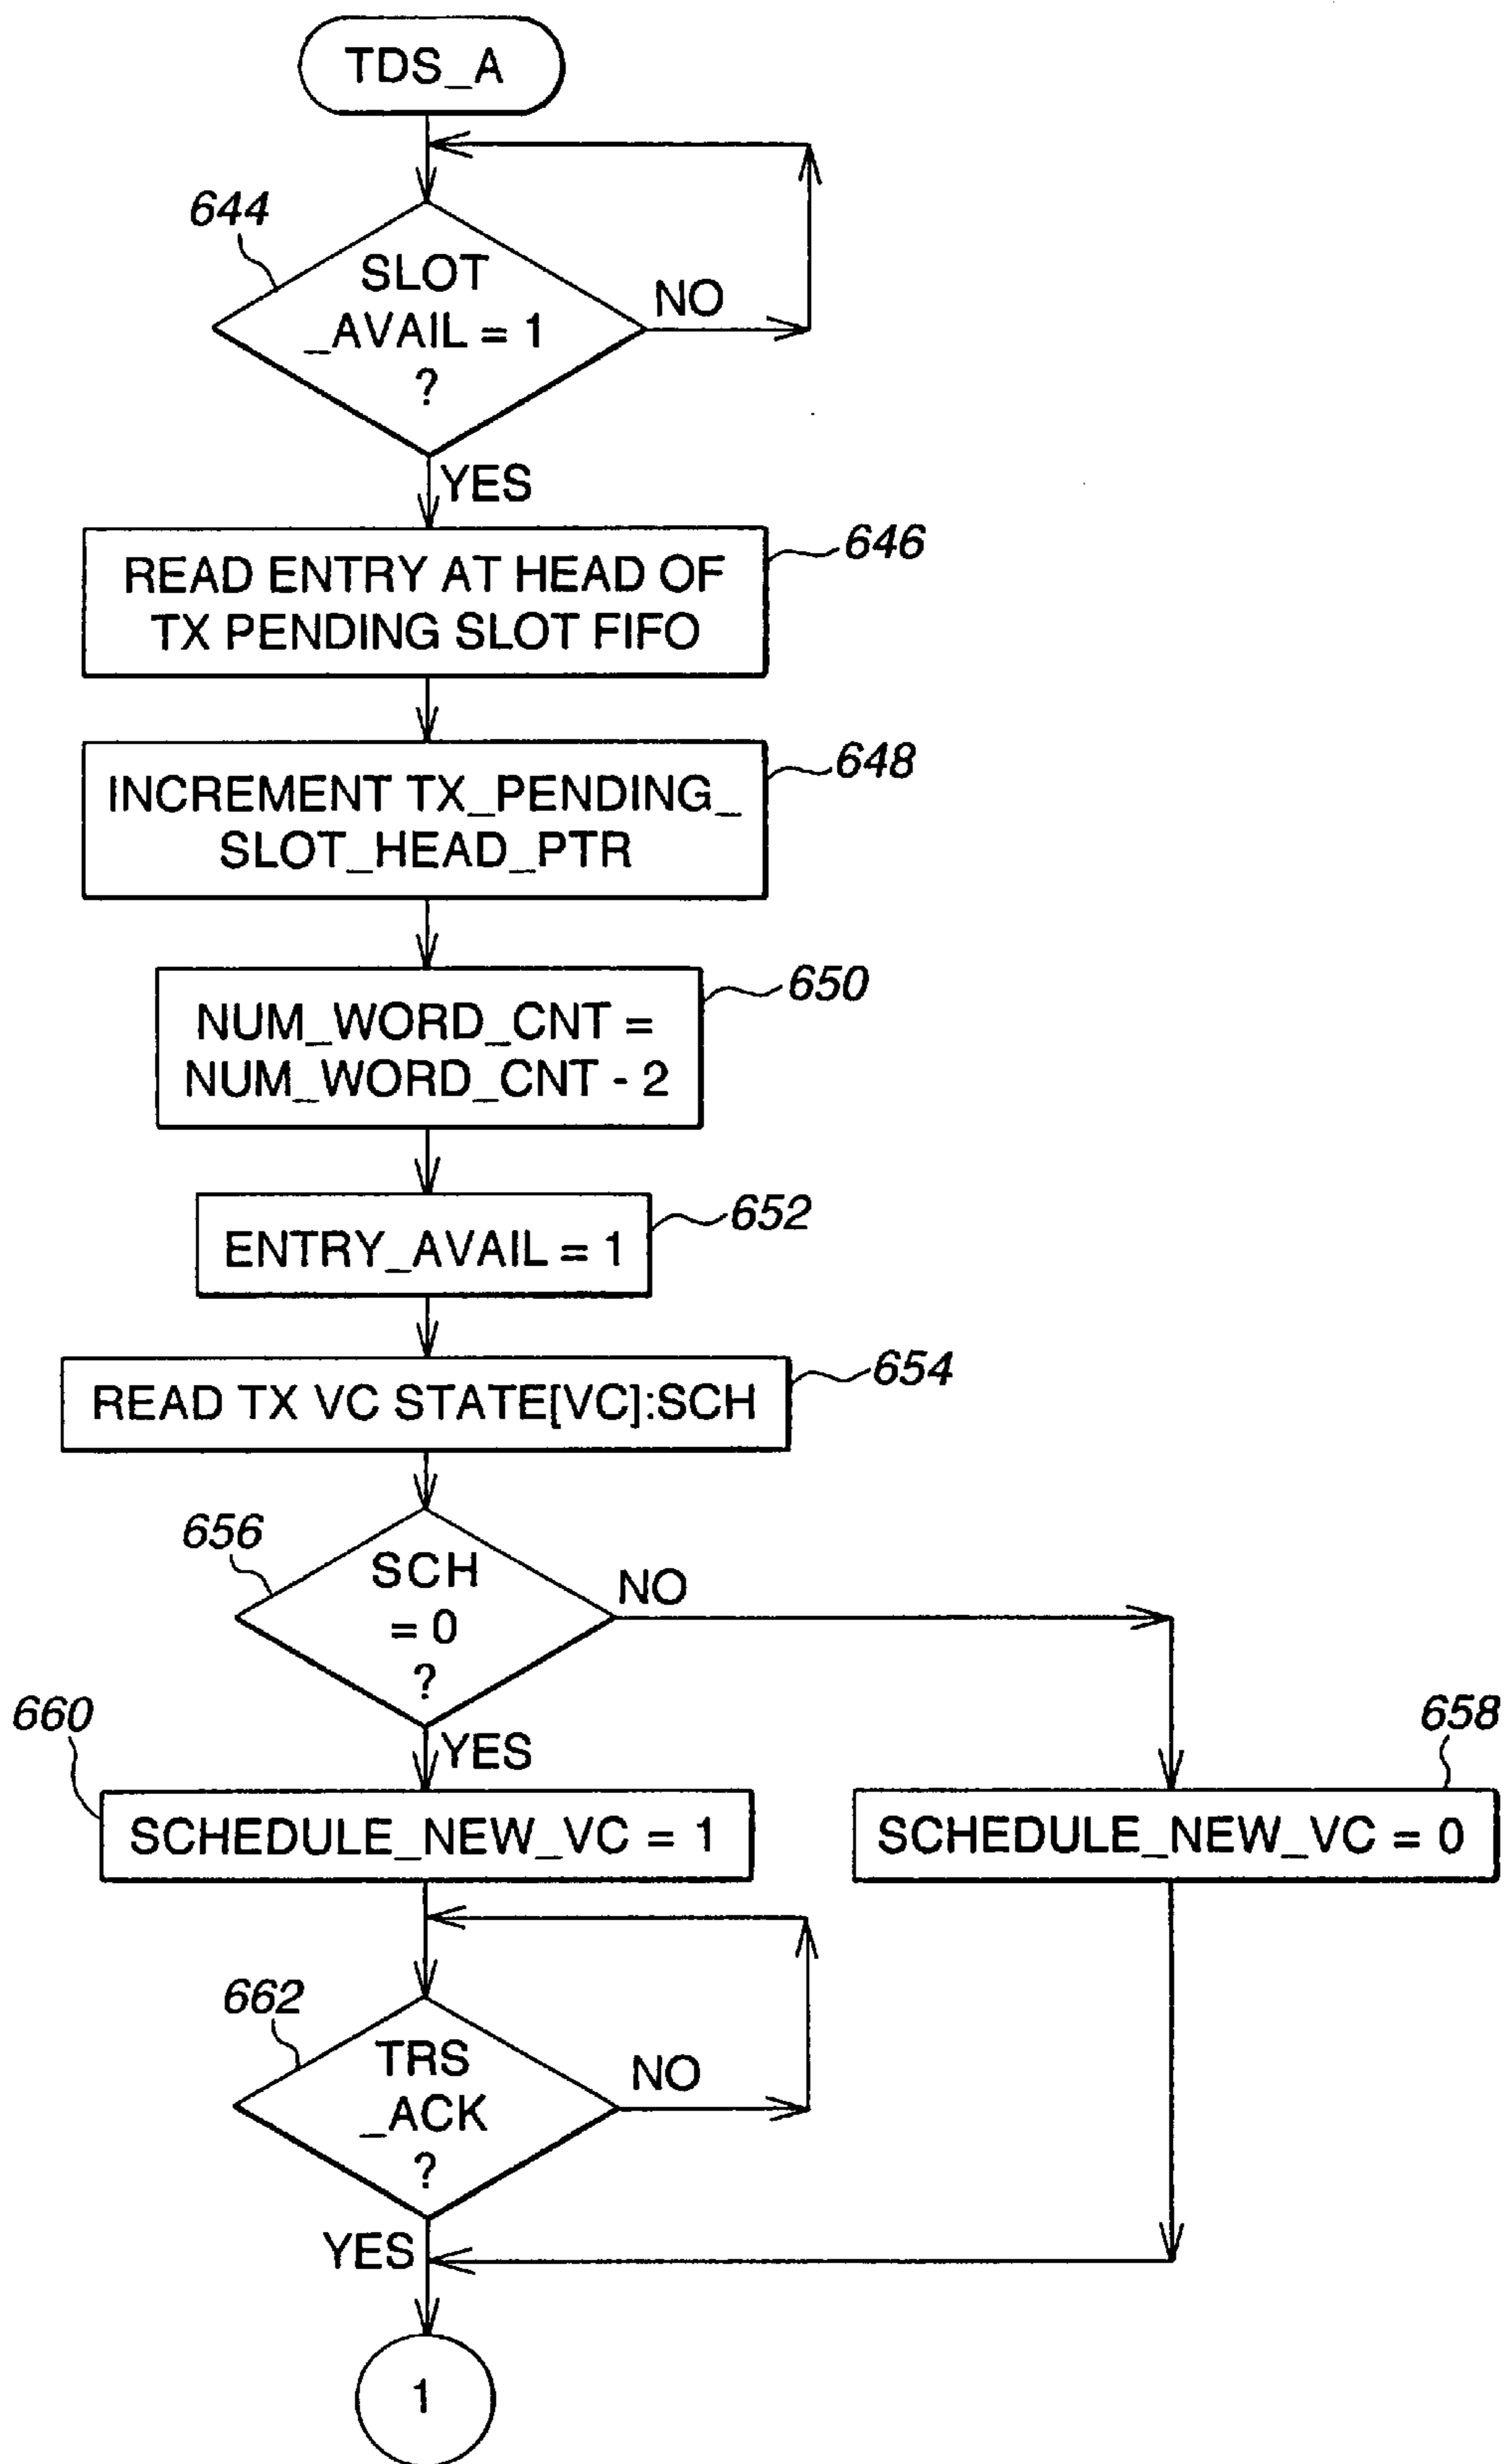 TDS_A
644
SLOT
_AVAIL = 1
?
NO
YES
646
READ ENTRY AT HEAD OF
TX PENDING SLOT FIFO
648
INCREMENT TX_PENDING_
SLOT_HEAD_PTR
650
NUM_WORD_CNT =
NUM_WORD_CNT - 2
652
ENTRY_AVAIL = 1
654
READ TX VC STATE[VC]:SCH
656
SCH
= 0
?
NO
YES
660
658
SCHEDULE_NEW_VC = 1
SCHEDULE_NEW_VC = 0
662
TRS
_ACK
?
NO
YES
1